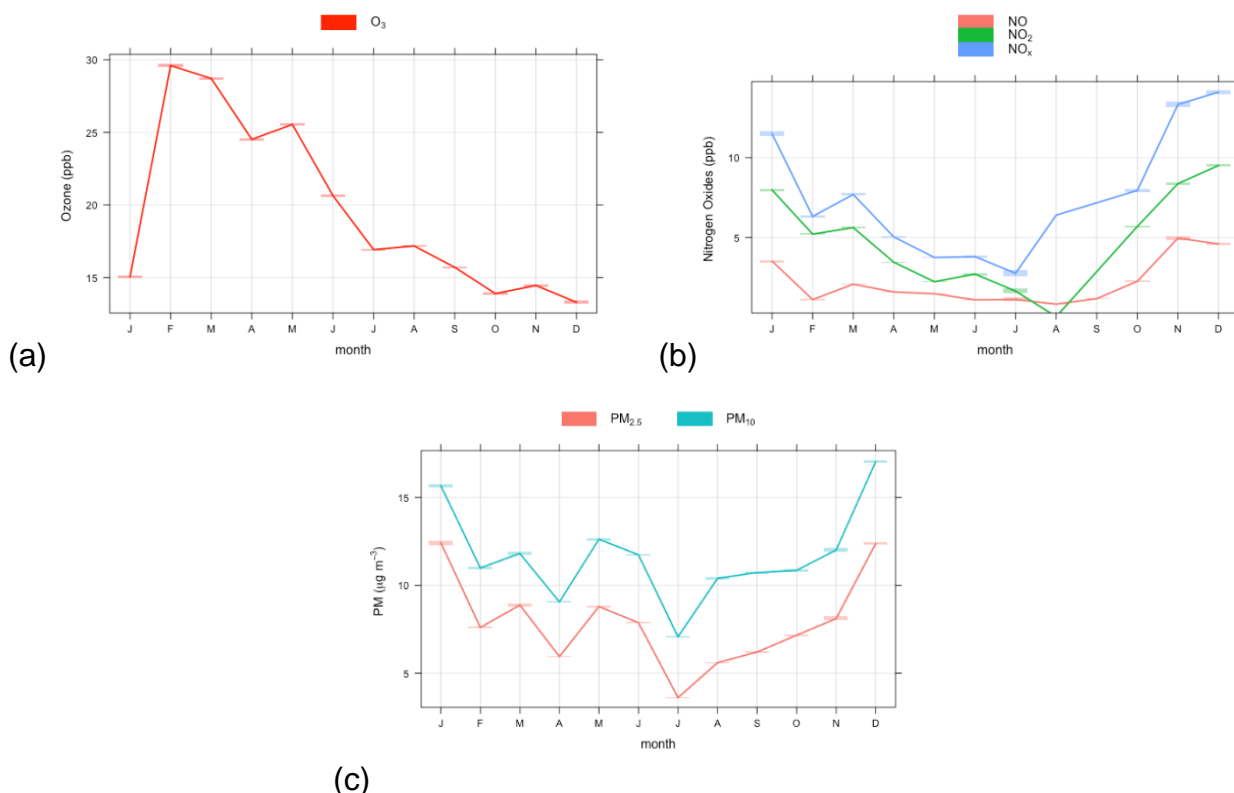 O₃
Ozone (ppb)
30
25
20
15
J F M A M J J A S O N D
month
(a)
NO
NO₂
NOₓ
Nitrogen Oxides (ppb)
10
5
J F M A M J J A S O N D
month
(b)
PM₂.₅ PM₁₀
PM (µg m⁻³)
15
10
5
J F M A M J J A S O N D
month
(c)